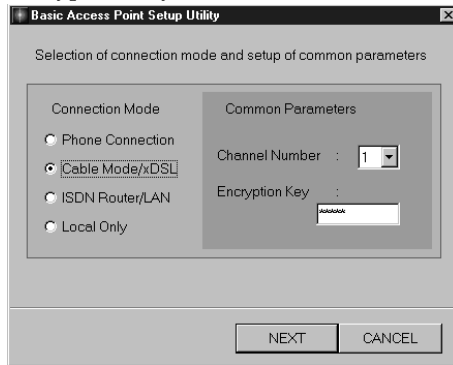 Basic Access Point Setup Utility
Selection of connection mode and setup of common parameters
Connection Mode
Common Parameters
Phone Connection
Cable Mode/xDSL
ISDN Router/LAN
Local Only
Channel Number : 1
Encryption Key :
*****
NEXT
CANCEL